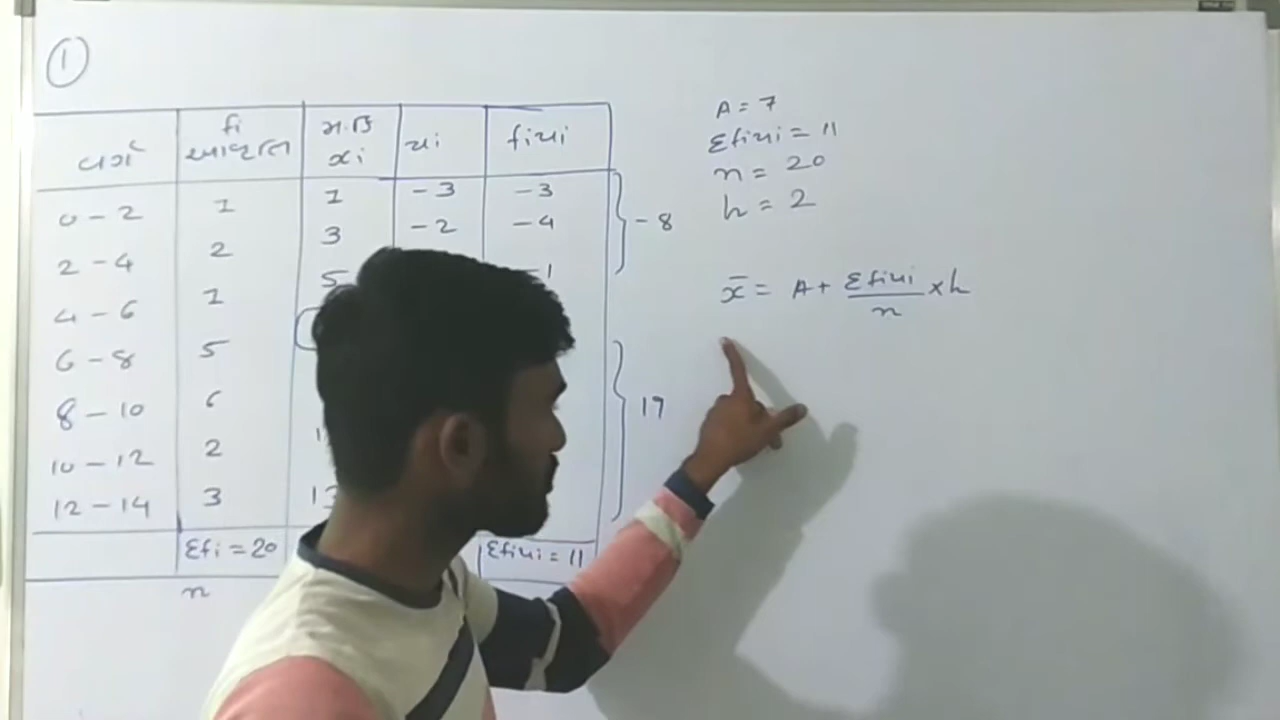 1
વર્ગ fi આવૃત્તિ મ.કિ xi ui fiui
0 - 2 1 1 -3 -3
2 - 4 2 3 -2 -4
4 - 6 1 5 -1
6 - 8 5
8 - 10 6
10 - 12 2
12 - 14 3
Σfi = 20 Σfiui = 11
n
- 8
17
A = 7
Σfiui = 11
n = 20
h = 2
x̄ = A + Σfiui / n × h